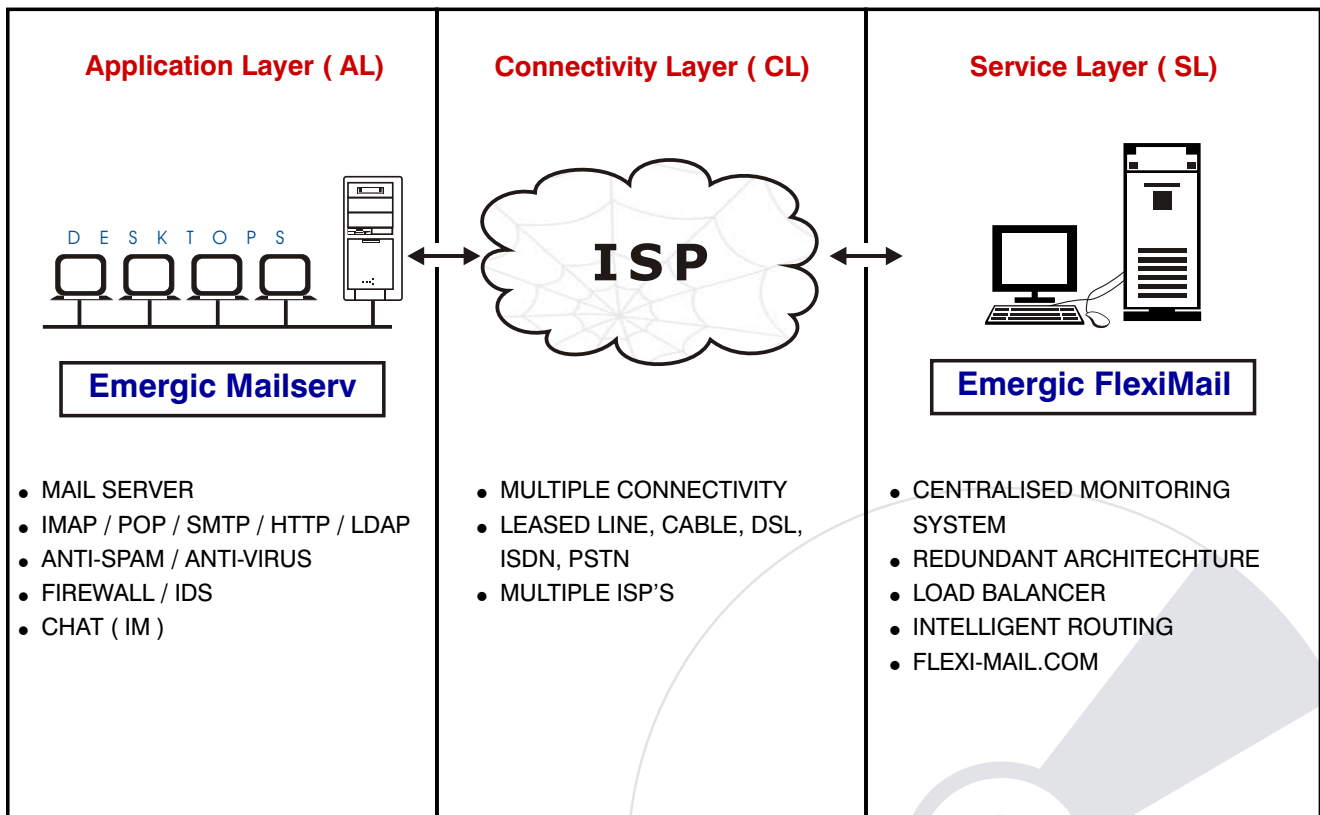 Application Layer ( AL)
DESKTOPS
Emergic Mailserv
• MAIL SERVER
• IMAP / POP / SMTP / HTTP / LDAP
• ANTI-SPAM / ANTI-VIRUS
• FIREWALL / IDS
• CHAT ( IM )
Connectivity Layer ( CL)
ISP
• MULTIPLE CONNECTIVITY
• LEASED LINE, CABLE, DSL,
ISDN, PSTN
• MULTIPLE ISP’S
Service Layer ( SL)
Emergic FlexiMail
• CENTRALISED MONITORING
SYSTEM
• REDUNDANT ARCHITECHTURE
• LOAD BALANCER
• INTELLIGENT ROUTING
• FLEXI-MAIL.COM